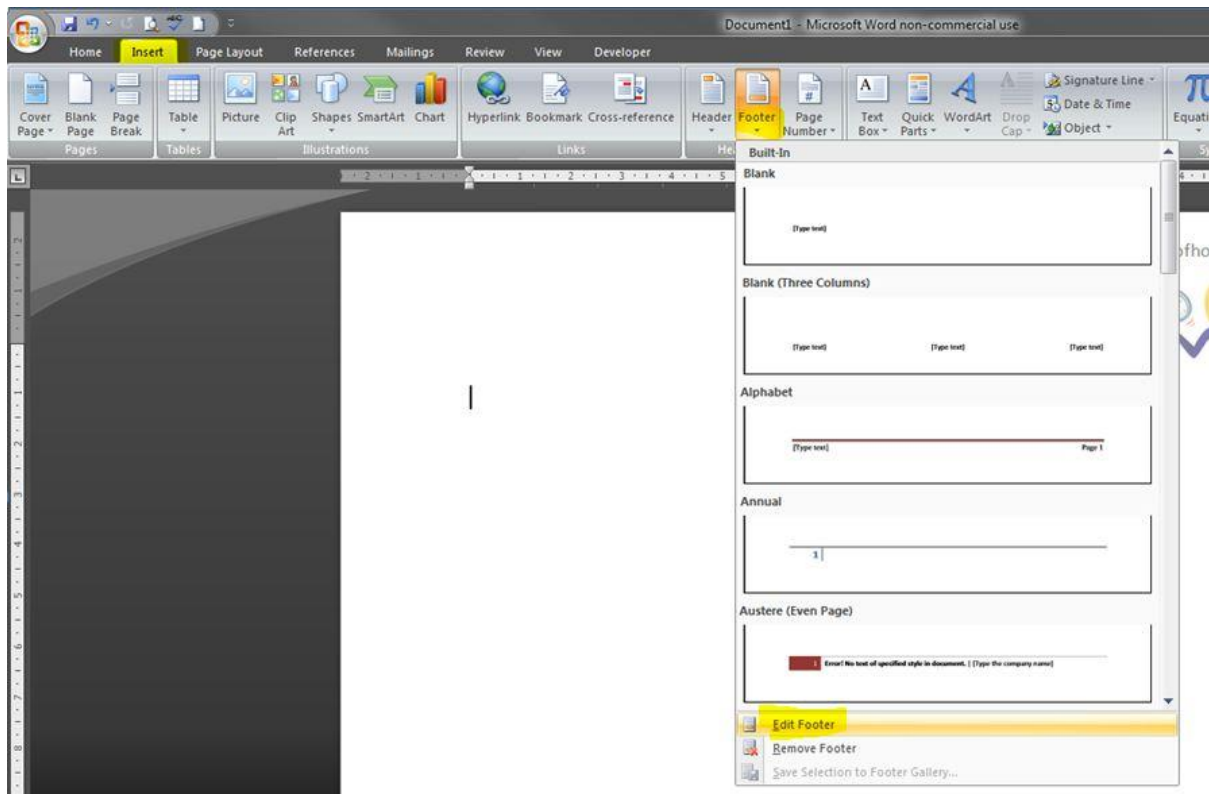 Document1 - Microsoft Word non-commercial use
Home Insert Page Layout References Mailings Review View Developer
Cover Page Blank Page Page Break Table Picture Clip Art Shapes SmartArt Chart Hyperlink Bookmark Cross-reference Header Footer Page Number A Text Box Quick Parts WordArt Drop Cap Signature Line
Date & Time
Object
Pages Tables Illustrations Links
Built-In
Blank
[Type text]
Blank (Three Columns)
[Type text] [Type text] [Type text]
Alphabet
[Type text] Page 1
Annual
1
Austere (Even Page)
1 Error! No text of specified style in document. | [Type the company name]
Edit Footer
Remove Footer
Save Selection to Footer Gallery...